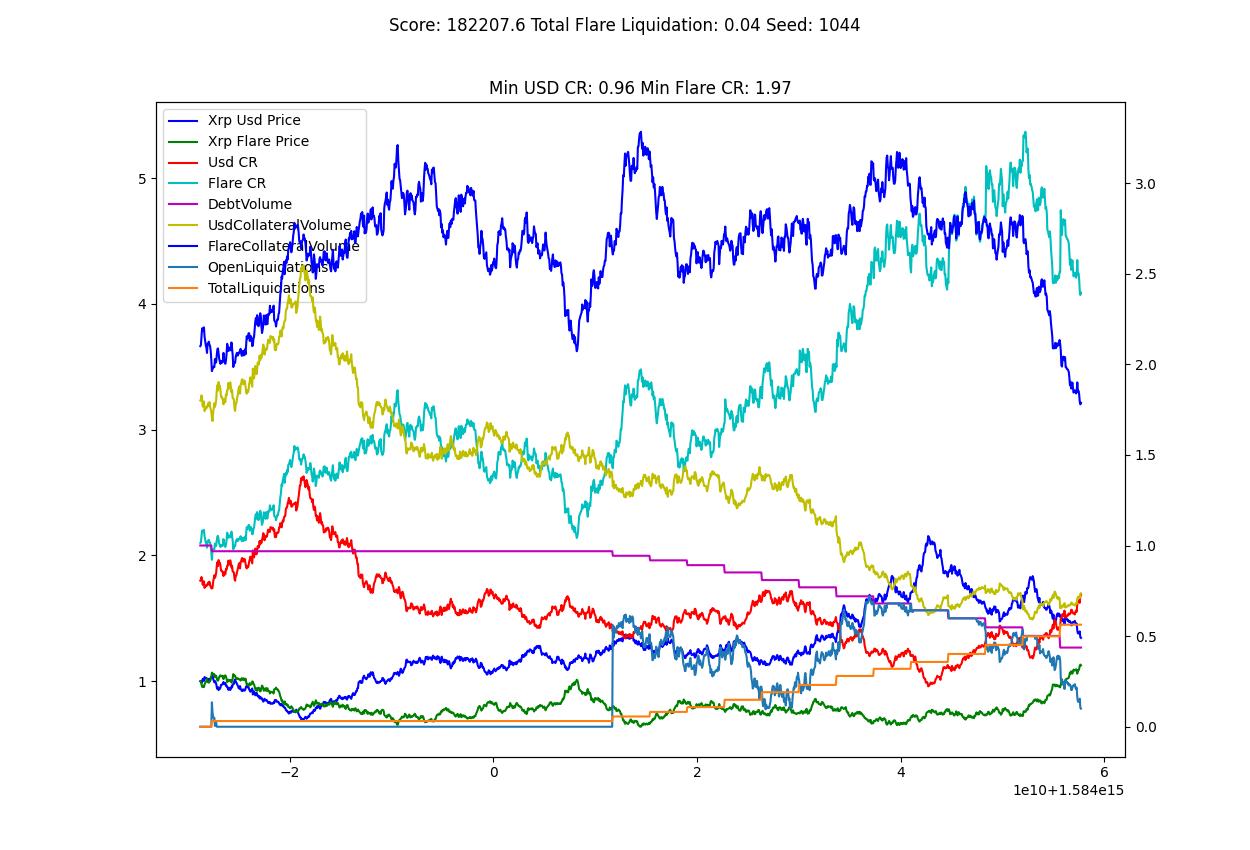 Score: 182207.6 Total Flare Liquidation: 0.04 Seed: 1044
Min USD CR: 0.96 Min Flare CR: 1.97
Xrp Usd Price
Xrp Flare Price
Usd CR
Flare CR
DebtVolume
UsdCollateralVolume
FlareCollateralVolume
OpenLiquidations
TotalLiquidations
5
4
3
2
1
3.0
2.5
2.0
1.5
1.0
0.5
0.0
−2
0
2
4
6
1e10+1.584e15